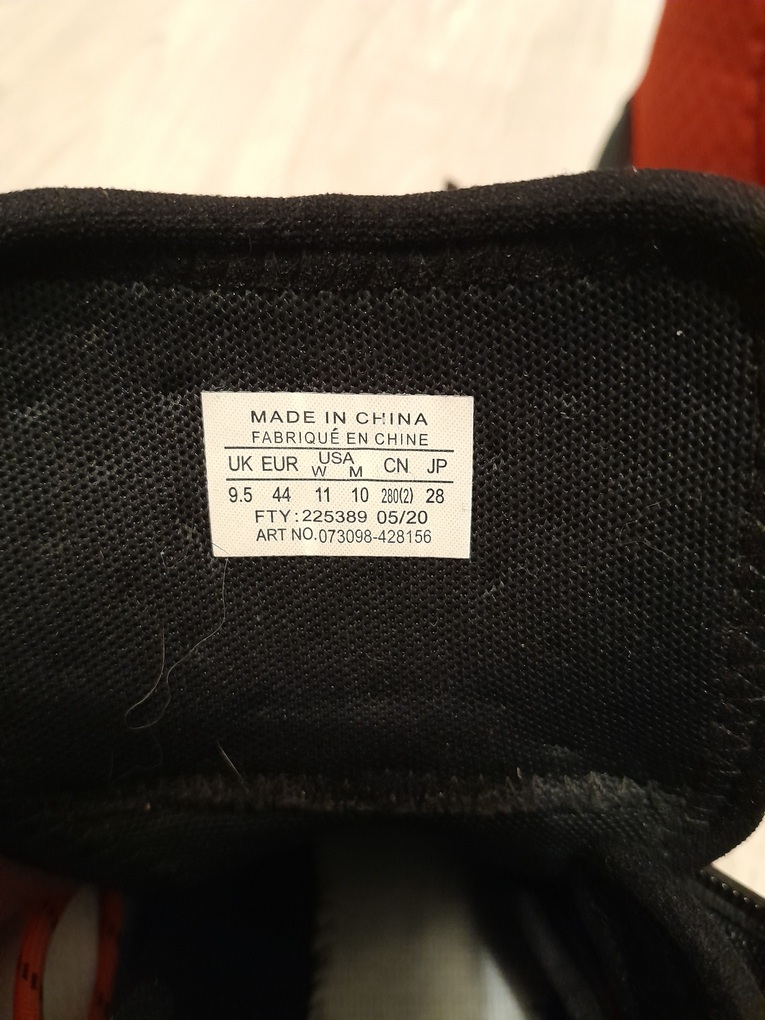 MADE IN CHINA
FABRIQUÉ EN CHINE
UK EUR USA W M CN JP
9.5 44 11 10 280(2) 28
FTY:225389 05/20
ART NO.073098-428156